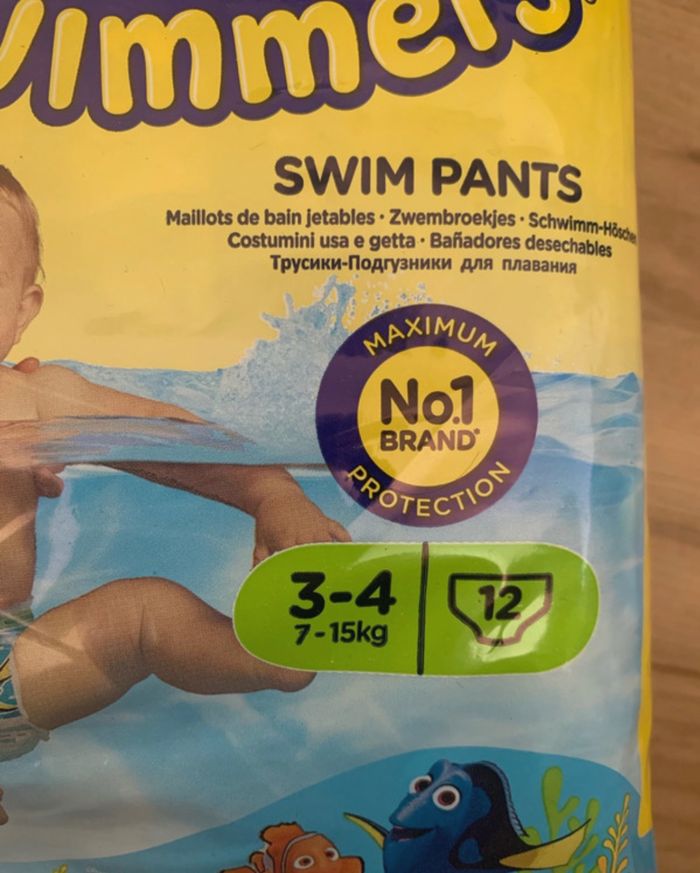 SWIM PANTS
Maillots de bain jetables · Zwembroekjes · Schwimm-Höschen
Costumini usa e getta · Bañadores desechables
Трусики-Подгузники для плавания
MAXIMUM
No.1
BRAND*
PROTECTION
3-4
7-15kg
12